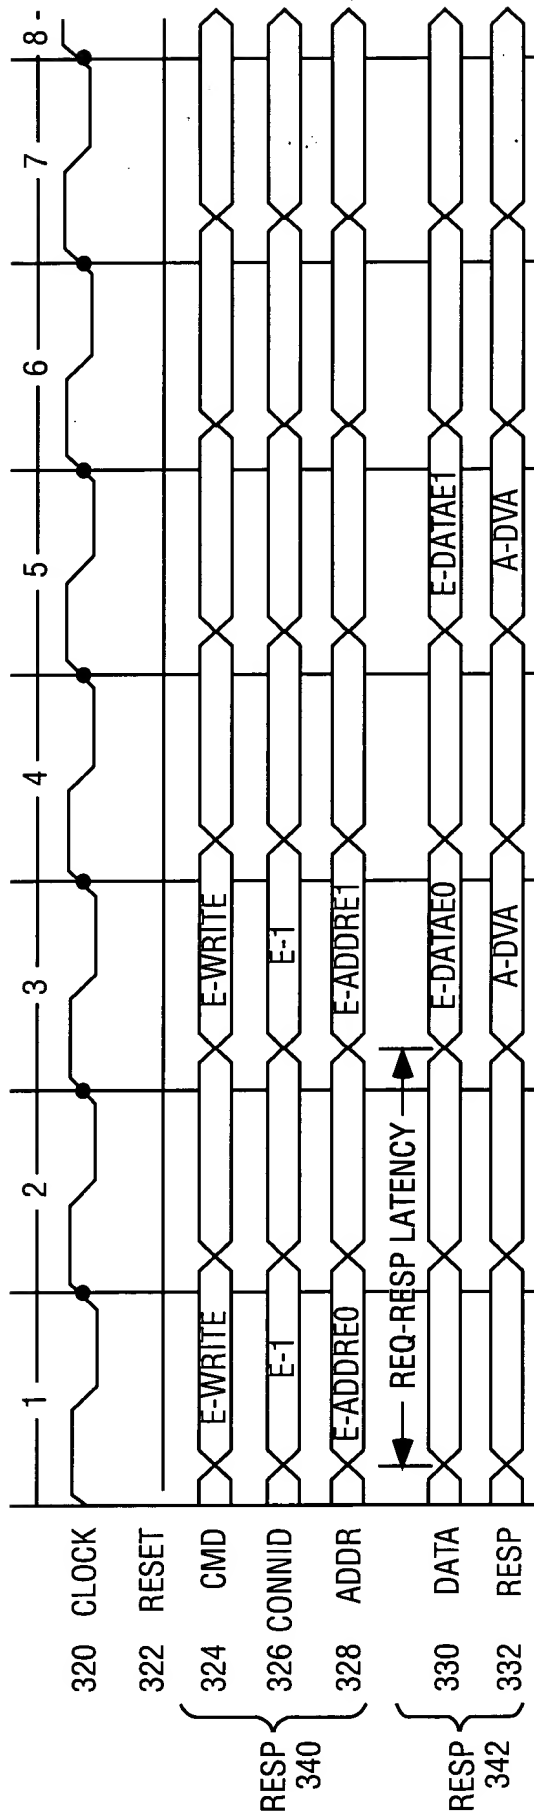 1 2 3 4 5 6 7 8
320 CLOCK
322 RESET
324 CMD E-WRITE E-WRITE
RESP 340
326 CONNID E-1 E-1
328 ADDR E-ADDRE0 E-ADDRE1
REQ-RESP LATENCY
330 DATA E-DATAE0 E-DATAE1
RESP 342
332 RESP A-DVA A-DVA